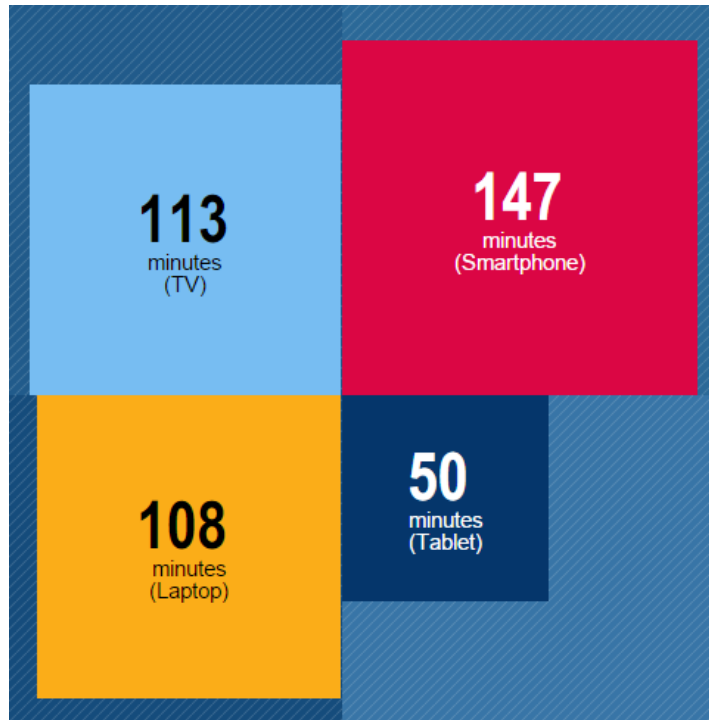 113
minutes
(TV)
147
minutes
(Smartphone)
108
minutes
(Laptop)
50
minutes
(Tablet)